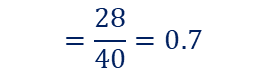 = 28/40 = 0.7